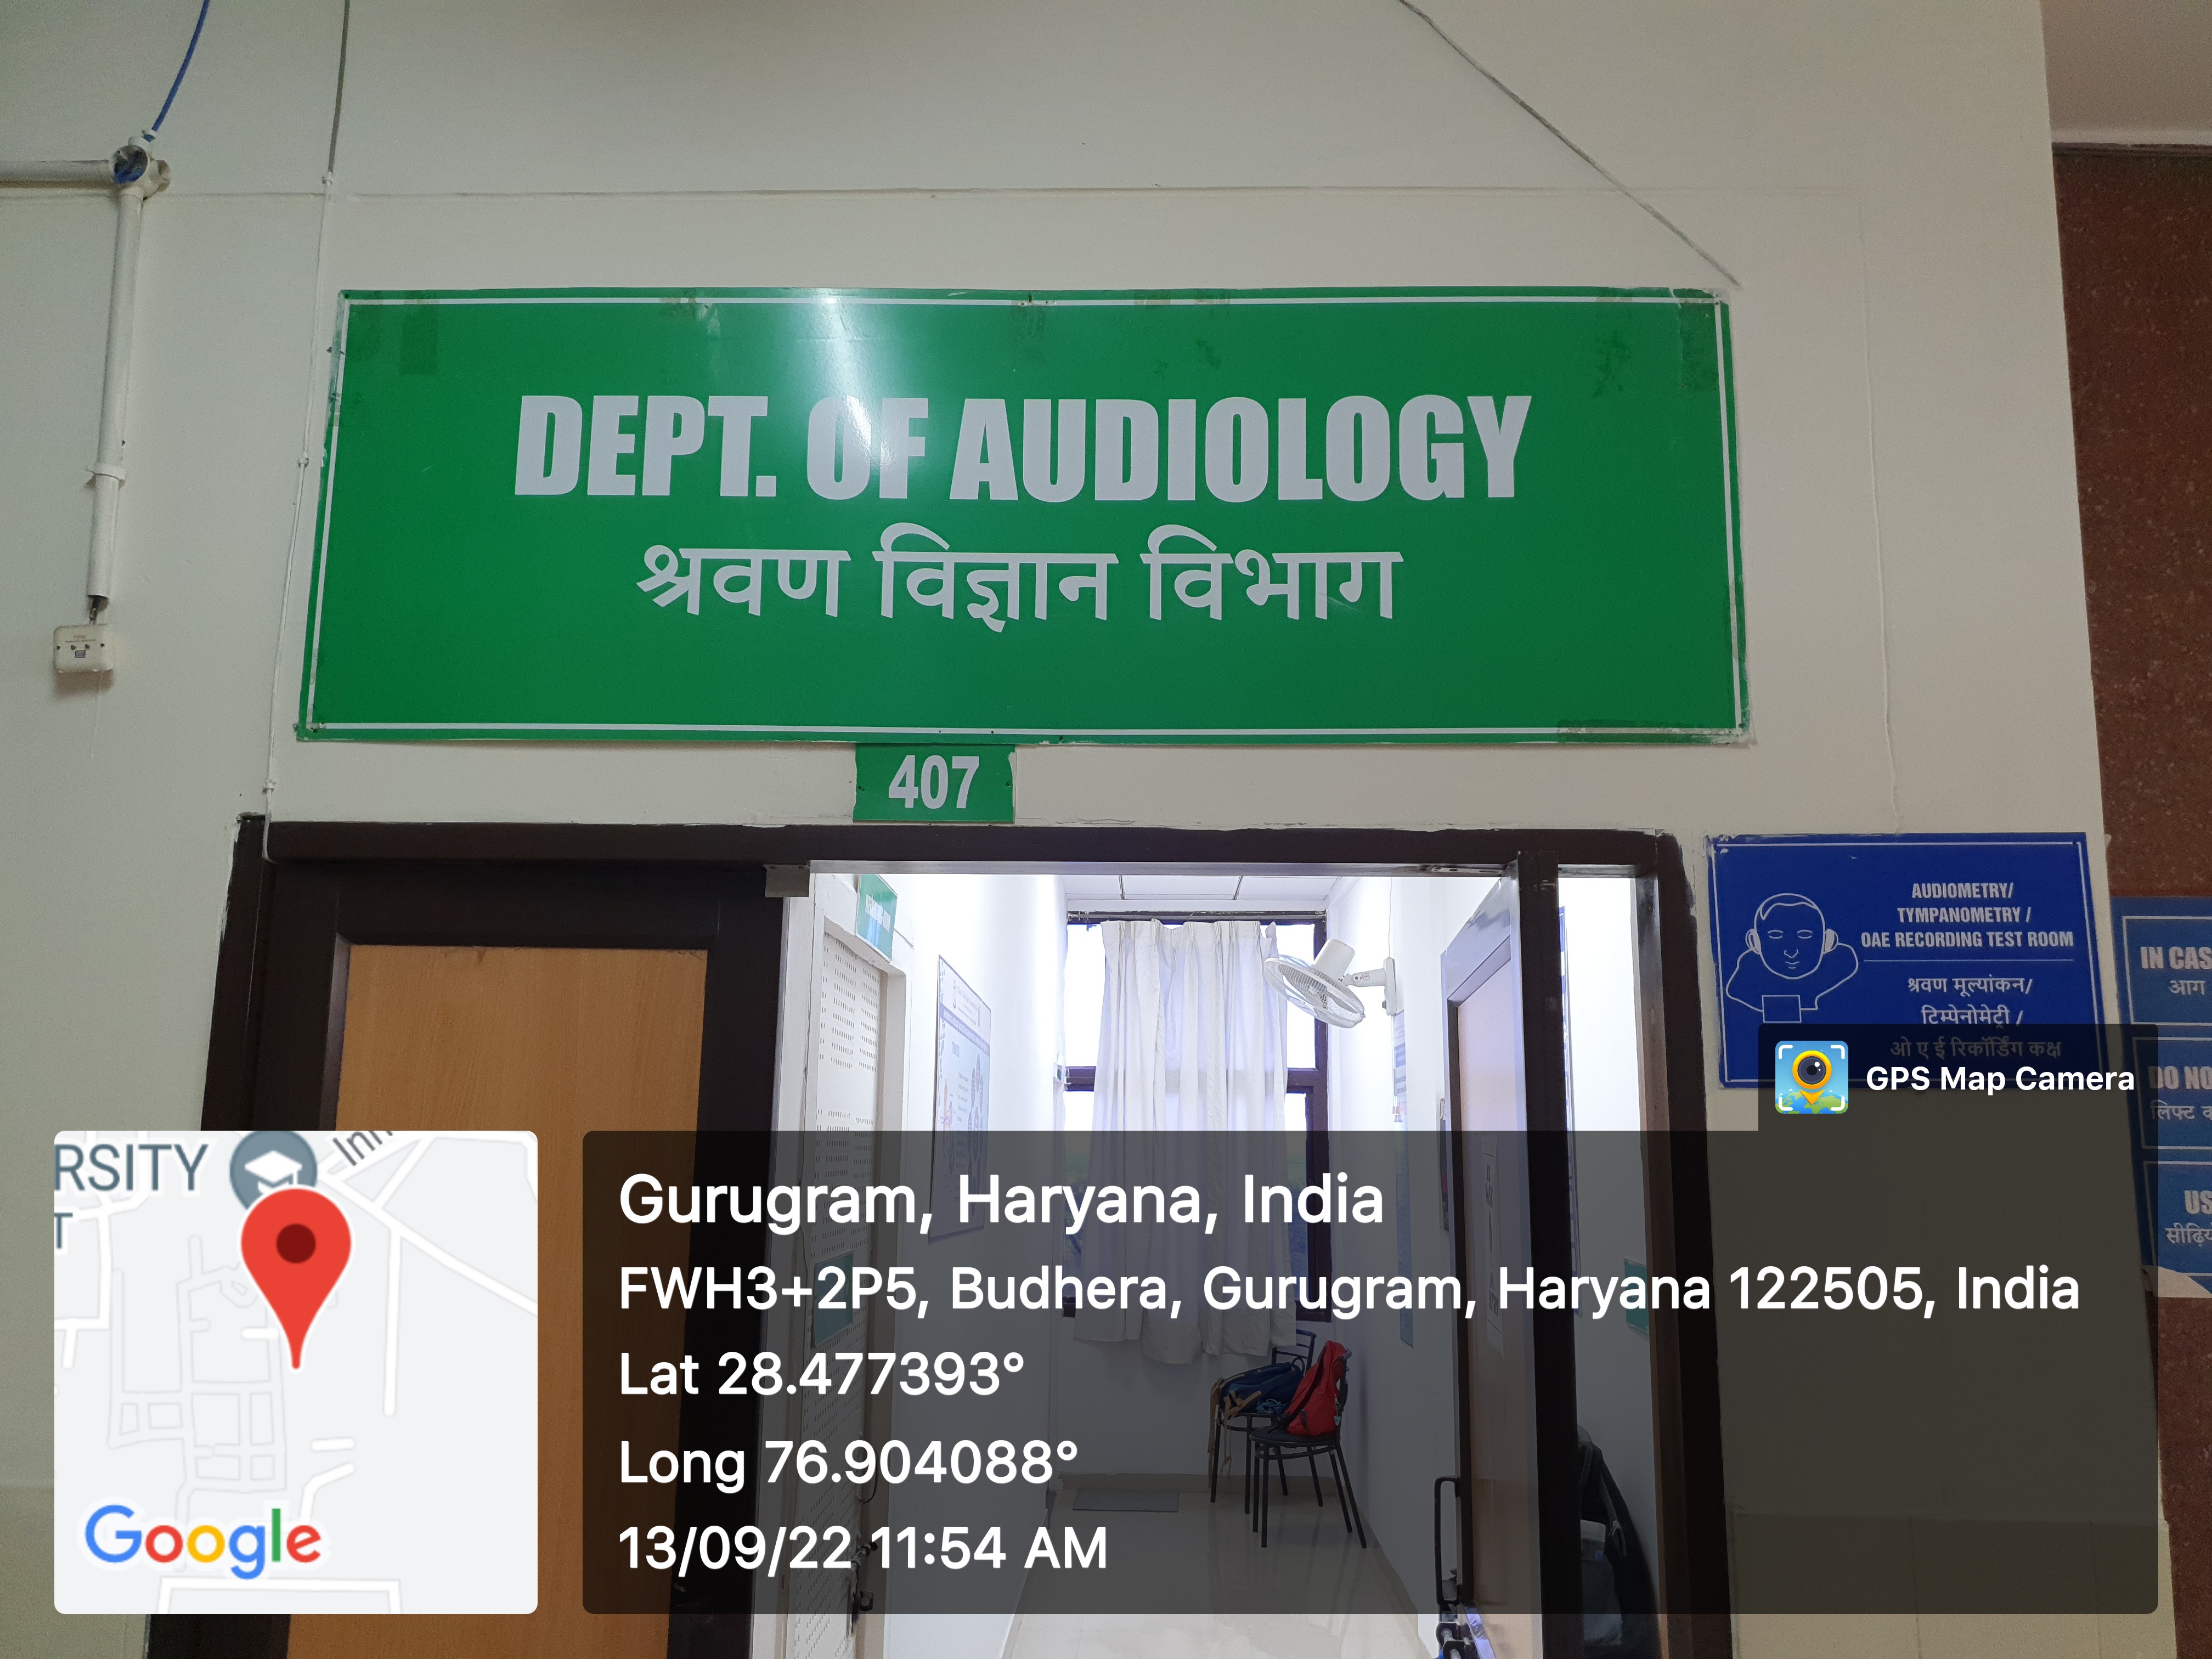 DEPT. OF AUDIOLOGY
श्रवण विज्ञान विभाग
407
AUDIOMETRY/
TYMPANOMETRY /
OAE RECORDING TEST ROOM
श्रवण मूल्यांकन/
टिम्पेनोमेट्री /
ओ ए ई रिकॉर्डिंग कक्ष
IN CAS
आग
DO NO
लिफ्ट
US
GPS Map Camera
RSITY
T
Inn
Google
Gurugram, Haryana, India
FWH3+2P5, Budhera, Gurugram, Haryana 122505, India
Lat 28.477393°
Long 76.904088°
13/09/22 11:54 AM